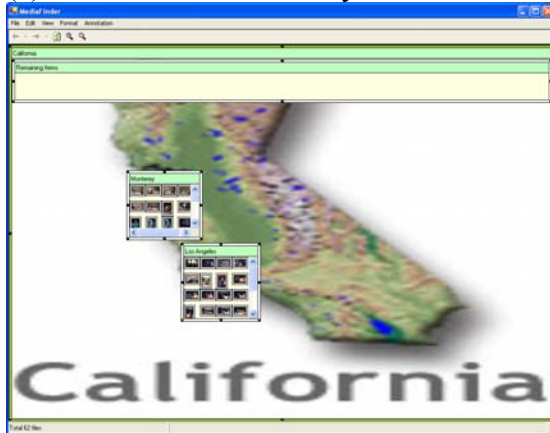 MediaFinder
File Edit View Format Annotation
California
Remaining Items
Monterey
Los Angeles
California
Total 62 files